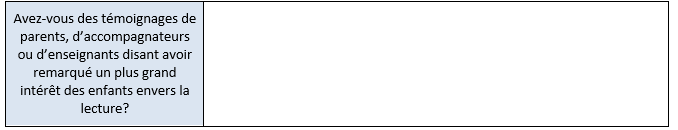 Avez-vous des témoignages de
parents, d’accompagnateurs
ou d’enseignants disant avoir
remarqué un plus grand
intérêt des enfants envers la
lecture?